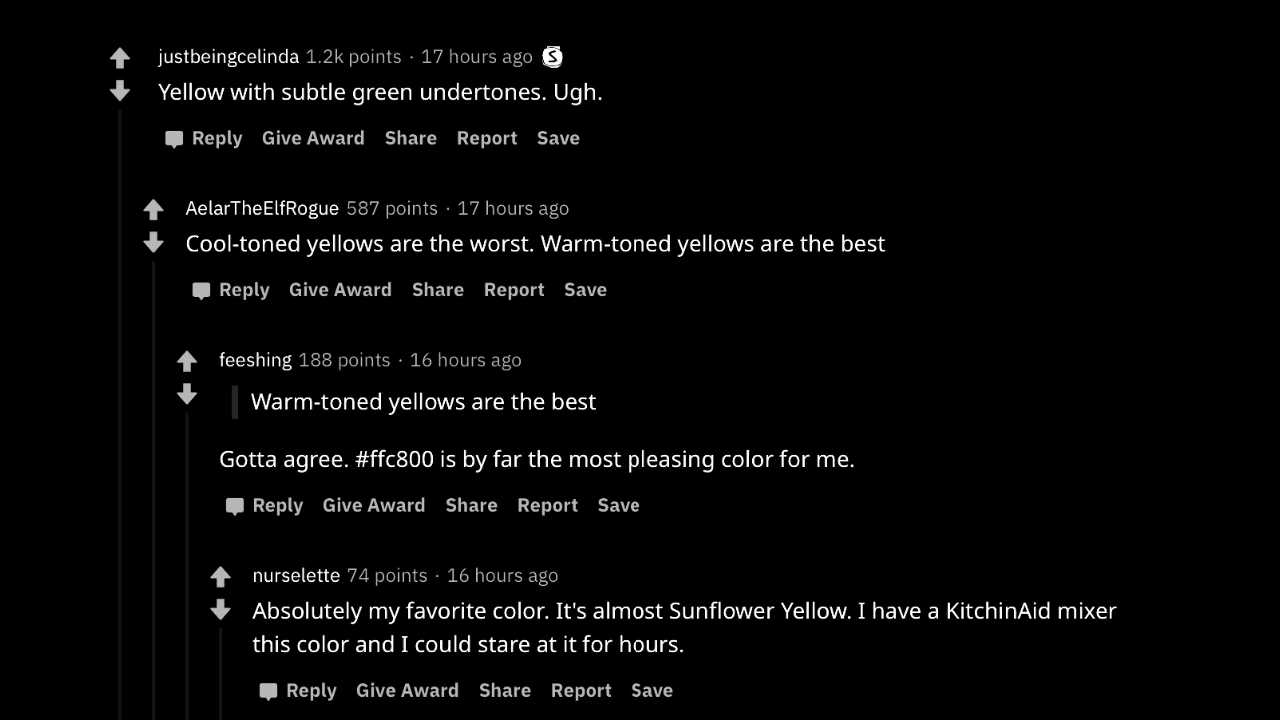 justbeingcelinda 1.2k points · 17 hours ago S
Yellow with subtle green undertones. Ugh.
Reply Give Award Share Report Save
AelarTheElfRogue 587 points · 17 hours ago
Cool-toned yellows are the worst. Warm-toned yellows are the best
Reply Give Award Share Report Save
feeshing 188 points · 16 hours ago
Warm-toned yellows are the best
Gotta agree. #ffc800 is by far the most pleasing color for me.
Reply Give Award Share Report Save
nurselette 74 points · 16 hours ago
Absolutely my favorite color. It's almost Sunflower Yellow. I have a KitchinAid mixer
this color and I could stare at it for hours.
Reply Give Award Share Report Save